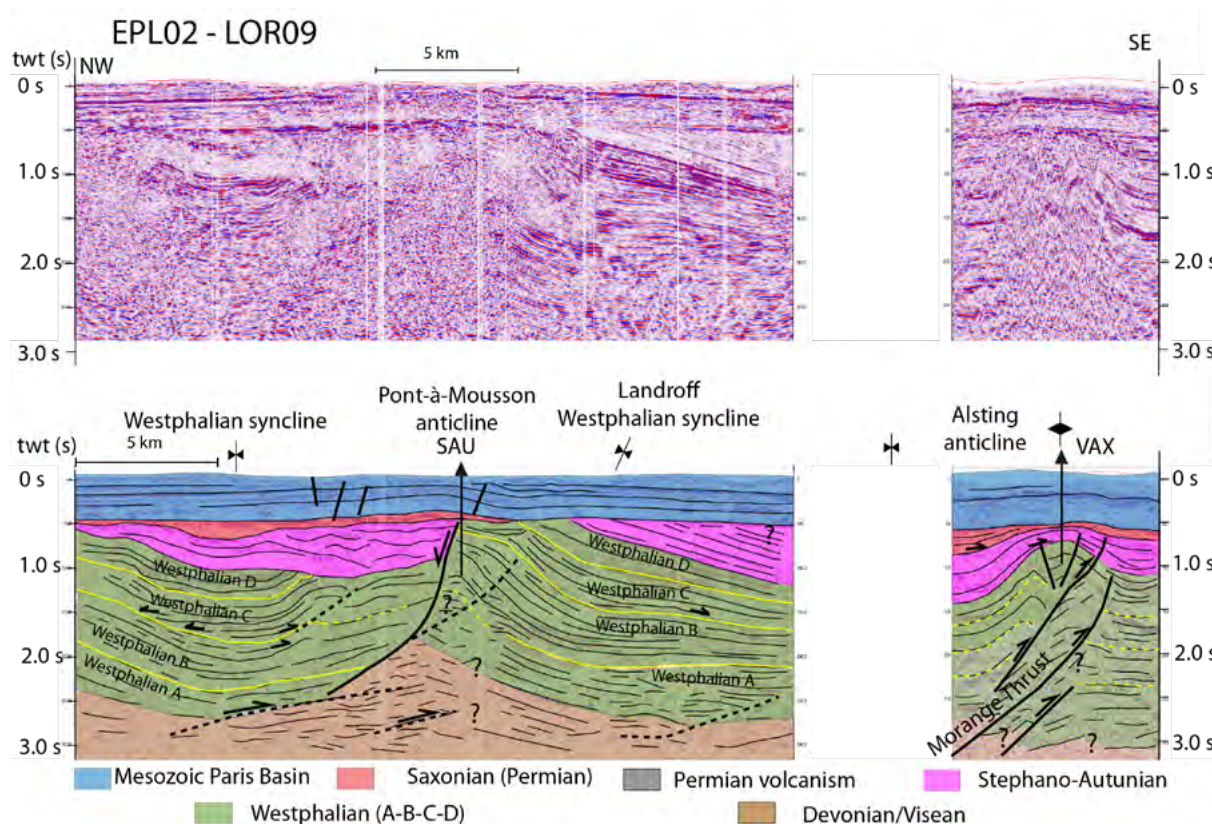 EPL02 - LOR09
5 km
twt (s)
NW
SE
0 s
1.0 s
2.0 s
3.0 s
0 s
1.0 s
2.0 s
3.0 s
Westphalian syncline
Pont-à-Mousson
anticline
SAU
Landroff
Westphalian syncline
Alsting
anticline
VAX
twt (s)
5 km
0 s
1.0 s
2.0 s
3.0 s
Westphalian D
Westphalian C
Westphalian B
Westphalian A
?
?
?
Westphalian D
Westphalian C
Westphalian B
Westphalian A
?
Morange Thrust
?
?
?
?
0 s
1.0 s
2.0 s
3.0 s
Mesozoic Paris Basin
Saxonian (Permian)
Permian volcanism
Stephano-Autunian
Westphalian (A-B-C-D)
Devonian/Visean